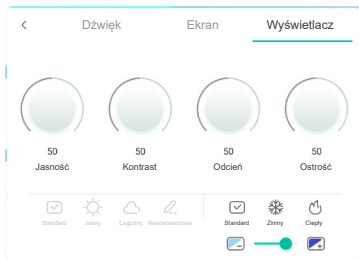 Dźwięk Ekran Wyświetlacz
50 50 50 50
Jasność Kontrast Odcień Ostrość
Standard Jasny Łagodny Niestandardowe Standard Zimny Ciepły